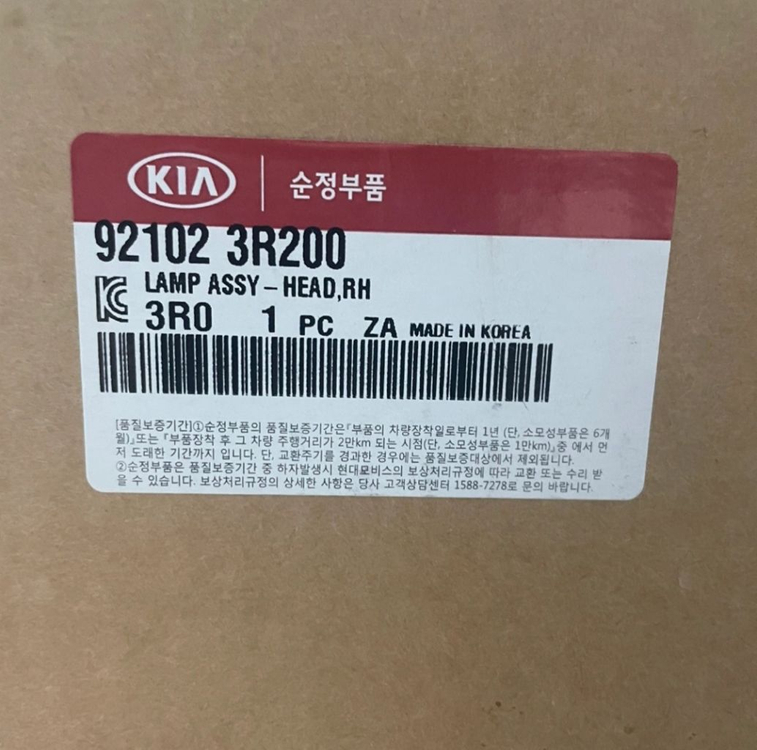 KIA 순정부품
92102 3R200
LAMP ASSY – HEAD,RH
3R0 1 PC ZA MADE IN KOREA
[품질보증기간]①순정부품의 품질보증기간은『부품의 차량장착일로부터 1년 (단, 소모성부품은 6개
월)』또는 『부품장착 후 그 차량 주행거리가 2만km 되는 시점(단, 소모성부품은 1만km)』중 에서 먼
저 도래한 기간까지 입니다. 단, 교환주기를 경과한 경우에는 품질보증대상에서 제외됩니다.
②순정부품은 품질보증기간 중 하자발생시 현대모비스의 보상처리규정에 따라 교환 또는 수리 받
을 수 있습니다. 보상처리규정의 상세한 사항은 당사 고객상담센터 1588-7278로 문의 바랍니다.